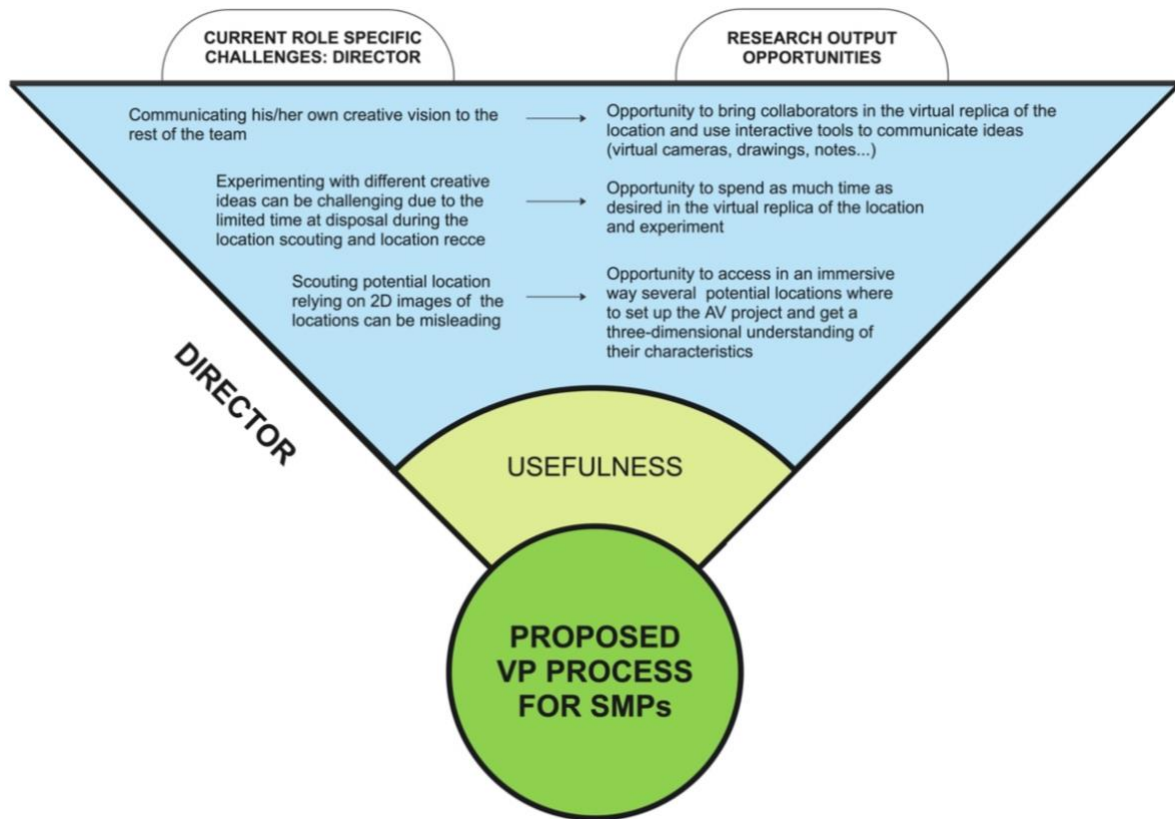 CURRENT ROLE SPECIFIC
CHALLENGES: DIRECTOR
RESEARCH OUTPUT
OPPORTUNITIES
Communicating his/her own creative vision to the
rest of the team
Opportunity to bring collaborators in the virtual replica of the
location and use interactive tools to communicate ideas
(virtual cameras, drawings, notes...)
Experimenting with different creative
ideas can be challenging due to the
limited time at disposal during the
location scouting and location recce
Opportunity to spend as much time as
desired in the virtual replica of the location
and experiment
Scouting potential location
relying on 2D images of the
locations can be misleading
Opportunity to access in an immersive
way several potential locations where
to set up the AV project and get a
three-dimensional understanding of
their characteristics
DIRECTOR
USEFULNESS
PROPOSED
VP PROCESS
FOR SMPs